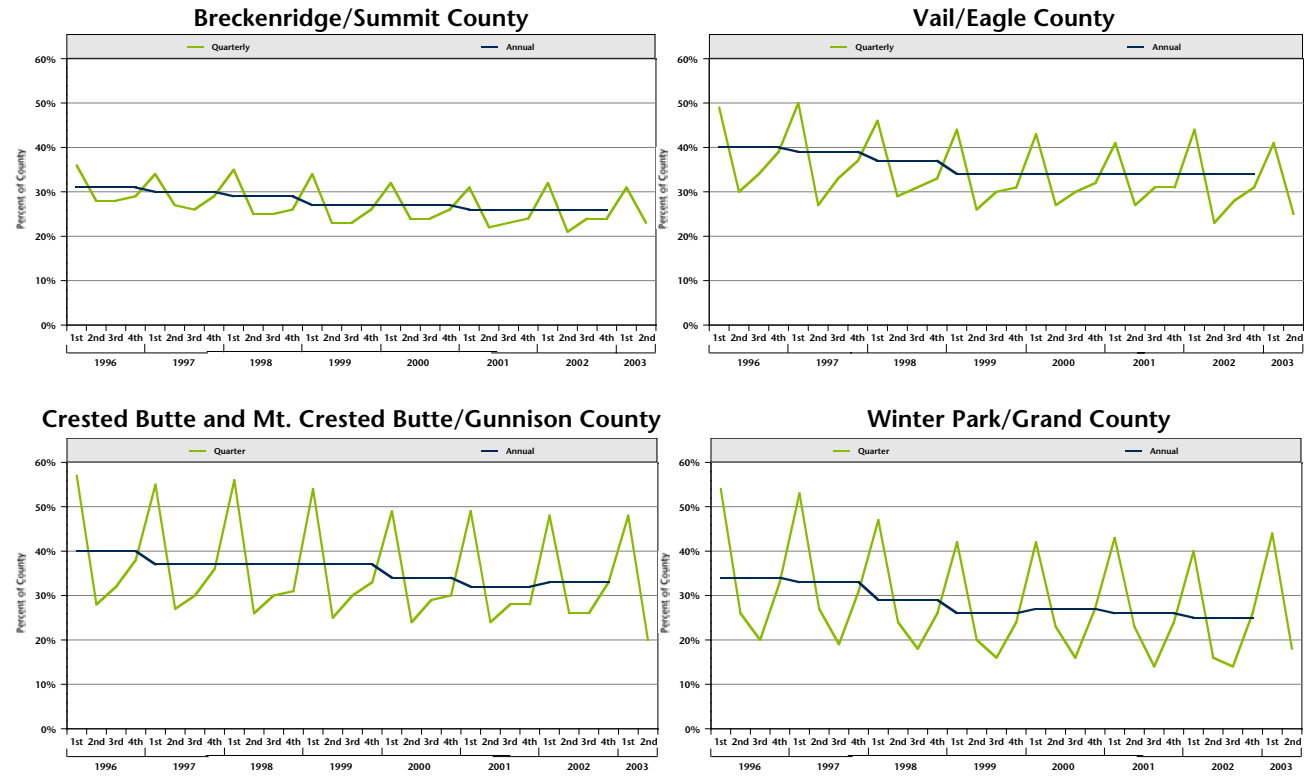 Breckenridge/Summit County
Quarterly Annual
60%
50%
40%
30%
20%
10%
0%
Percent of County
1st 2nd 3rd 4th 1st 2nd 3rd 4th 1st 2nd 3rd 4th 1st 2nd 3rd 4th 1st 2nd 3rd 4th 1st 2nd 3rd 4th 1st 2nd 3rd 4th 1st 2nd
1996 1997 1998 1999 2000 2001 2002 2003
Vail/Eagle County
Quarterly Annual
60%
50%
40%
30%
20%
10%
0%
Percent of County
1st 2nd 3rd 4th 1st 2nd 3rd 4th 1st 2nd 3rd 4th 1st 2nd 3rd 4th 1st 2nd 3rd 4th 1st 2nd 3rd 4th 1st 2nd 3rd 4th 1st 2nd
1996 1997 1998 1999 2000 2001 2002 2003
Crested Butte and Mt. Crested Butte/Gunnison County
Quarter Annual
60%
50%
40%
30%
20%
10%
0%
Percent of County
1st 2nd 3rd 4th 1st 2nd 3rd 4th 1st 2nd 3rd 4th 1st 2nd 3rd 4th 1st 2nd 3rd 4th 1st 2nd 3rd 4th 1st 2nd 3rd 4th 1st 2nd
1996 1997 1998 1999 2000 2001 2002 2003
Winter Park/Grand County
Quarter Annual
60%
50%
40%
30%
20%
10%
0%
Percent of County
1st 2nd 3rd 4th 1st 2nd 3rd 4th 1st 2nd 3rd 4th 1st 2nd 3rd 4th 1st 2nd 3rd 4th 1st 2nd 3rd 4th 1st 2nd 3rd 4th 1st 2nd
1996 1997 1998 1999 2000 2001 2002 2003